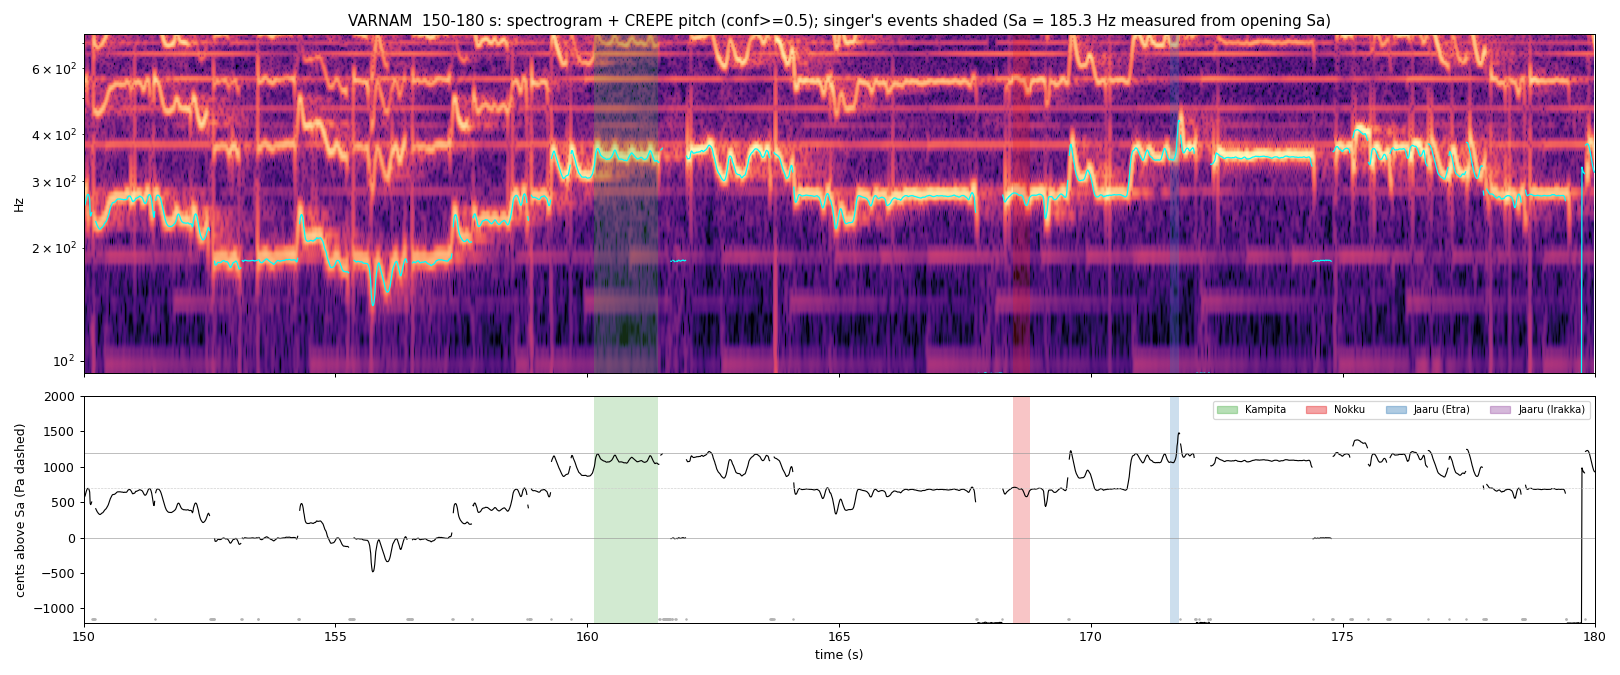 VARNAM 150-180 s: spectrogram + CREPE pitch (conf>=0.5); singer's events shaded (Sa = 185.3 Hz measured from opening Sa)
Hz
6 × 10²
4 × 10²
3 × 10²
2 × 10²
10²
cents above Sa (Pa dashed)
2000
1500
1000
500
0
−500
−1000
Kampita Nokku Jaaru (Etra) Jaaru (Irakka)
150 155 160 165 170 175 180
time (s)